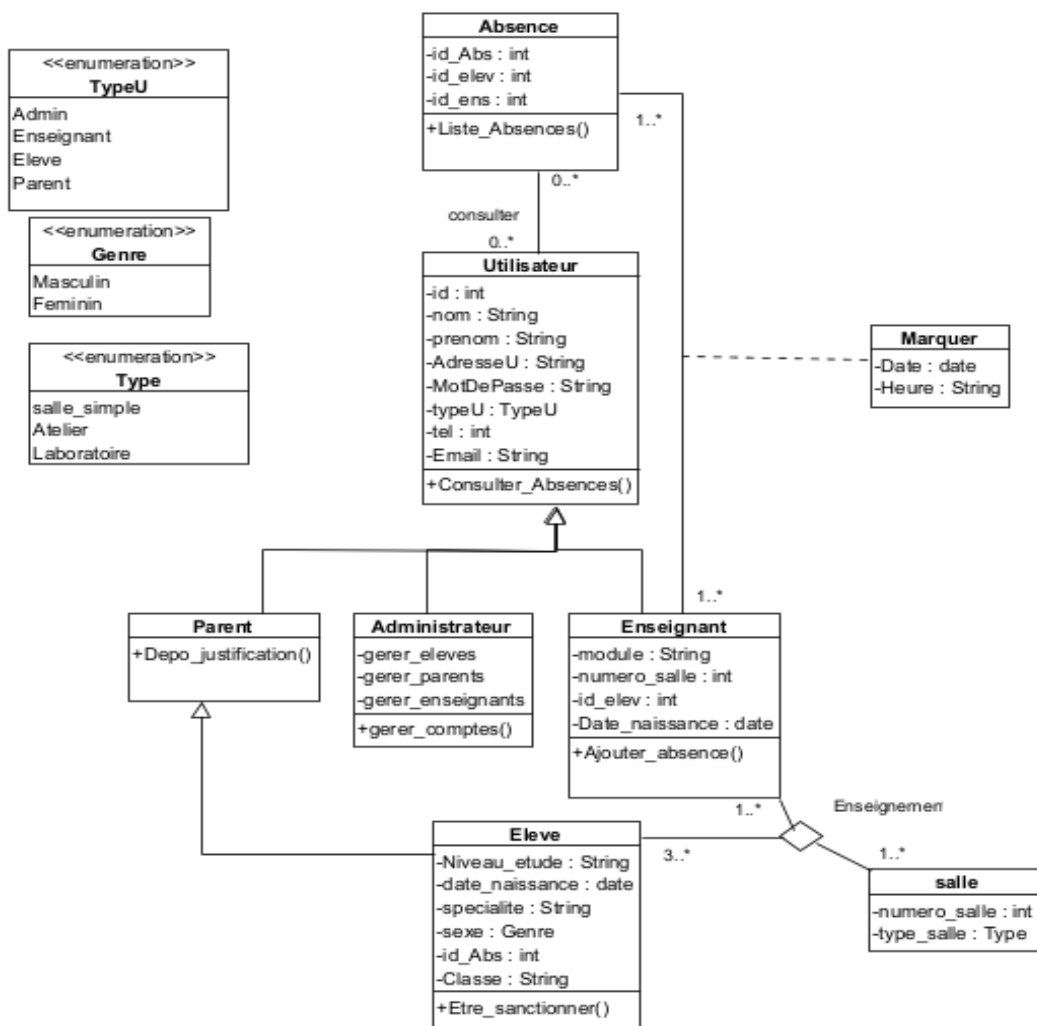 Absence
-id_Abs : int
-id_elev : int
-id_ens : int
+Liste_Absences()
<<enumeration>>
TypeU
Admin
Enseignant
Eleve
Parent
<<enumeration>>
Genre
Masculin
Feminin
<<enumeration>>
Type
salle_simple
Atelier
Laboratoire
1..*
0..*
consulter
0..*
Utilisateur
-id : int
-nom : String
-prenom : String
-AdresseU : String
-MotDePasse : String
-typeU : TypeU
-tel : int
-Email : String
+Consulter_Absences()
Marquer
-Date : date
-Heure : String
1..*
Parent
+Depo_justification()
Administrateur
-gerer_eleves
-gerer_parents
-gerer_enseignants
+gerer_comptes()
Enseignant
-module : String
-numero_salle : int
-id_elev : int
-Date_naissance : date
+Ajouter_absence()
1..*
Enseignement
3..*
1..*
Eleve
-Niveau_etude : String
-date_naissance : date
-specialite : String
-sexe : Genre
-id_Abs : int
-Classe : String
+Etre_sanctionner()
salle
-numero_salle : int
-type_salle : Type